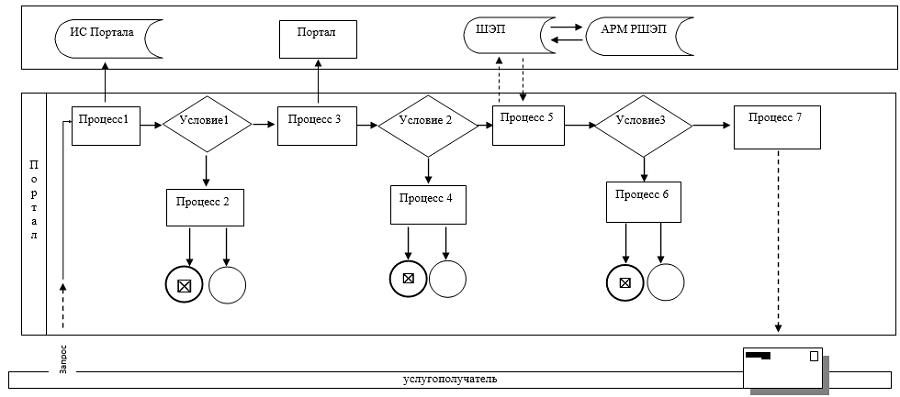 ИС Портала
Портал
ШЭП
АРМ РШЭП
Процесс1
Условие1
Процесс 3
Условие 2
Процесс 5
Условие3
Процесс 7
Портал
Процесс 2
Процесс 4
Процесс 6
Запрос
услугополучатель